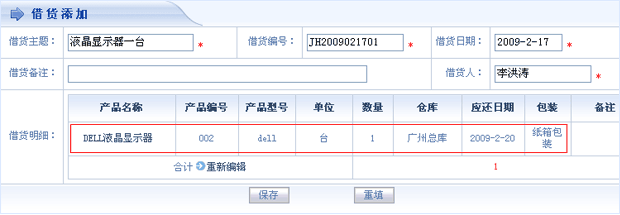 借货添加
借货主题： 液晶显示器一台 * 借货编号： JH2009021701 * 借货日期： 2009-2-17 *
借货备注： 借货人： 李洪涛 *
产品名称 产品编号 产品型号 单位 数量 仓库 应还日期 包装 备注
借货明细： DELL液晶显示器 002 dell 台 1 广州总库 2009-2-20 纸箱包
装
合计 重新编辑 1
保存 重填